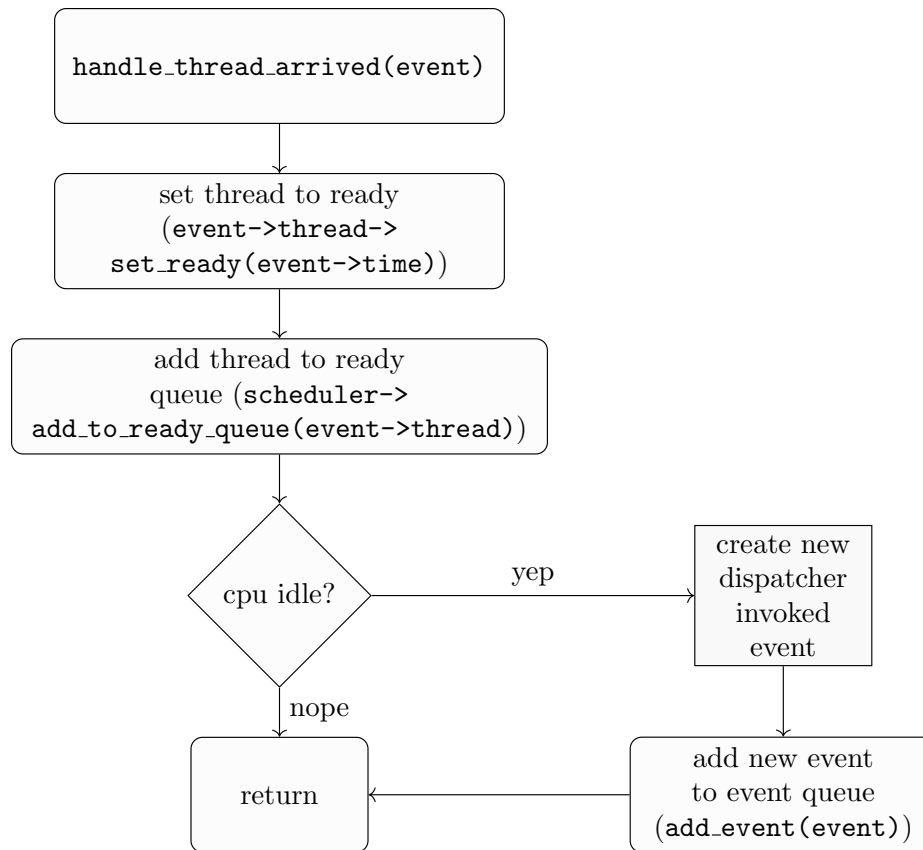 handle_thread_arrived(event)
set thread to ready
(event->thread->
set_ready(event->time))
add thread to ready
queue (scheduler->
add_to_ready_queue(event->thread))
cpu idle?
yep
create new
dispatcher
invoked
event
nope
return
add new event
to event queue
(add_event(event))